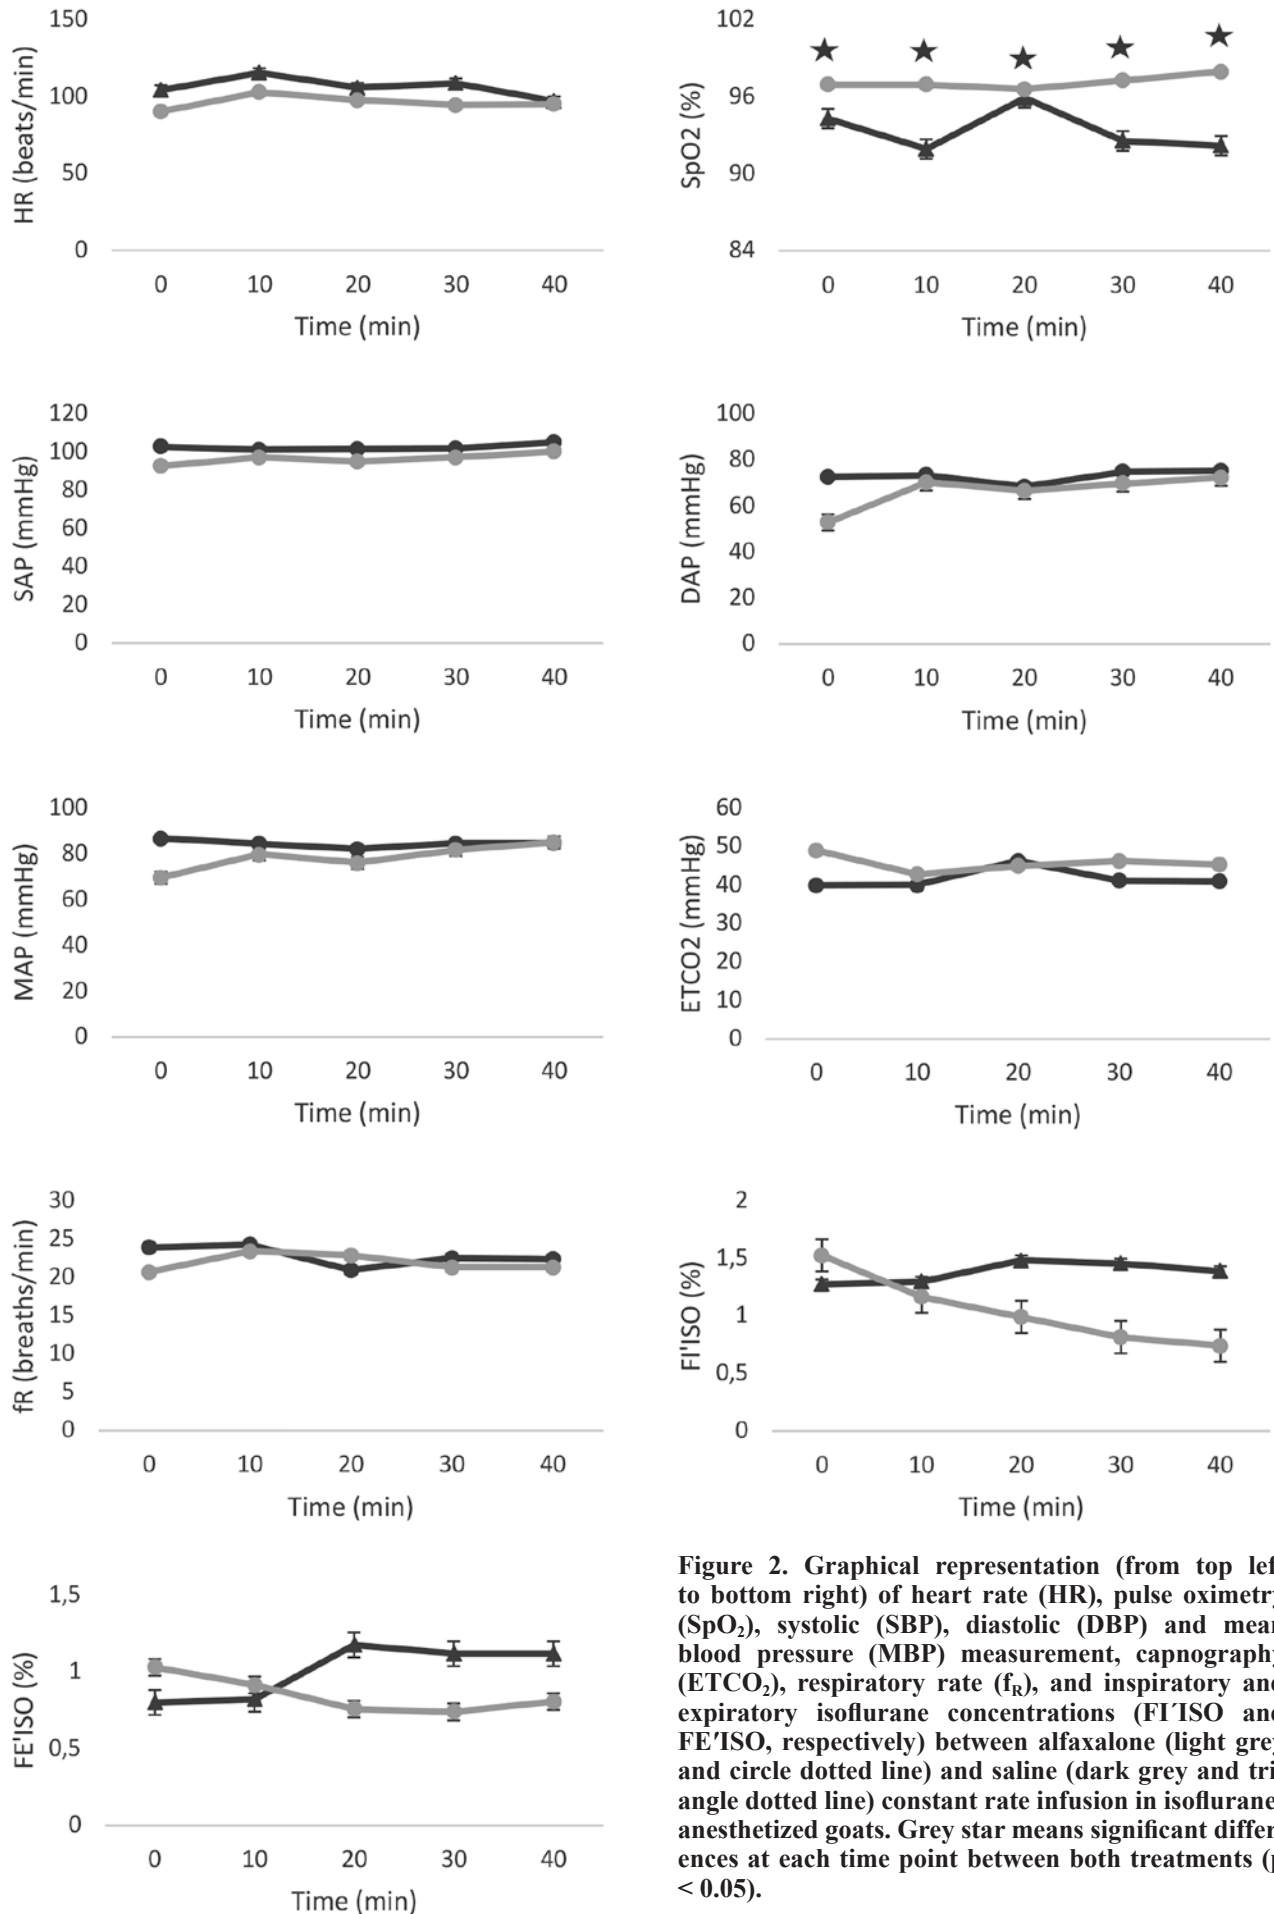 150
100
50
0
HR (beats/min)
0 10 20 30 40
Time (min)
102
96
90
84
SpO2 (%)
0 10 20 30 40
Time (min)
120
100
80
60
40
20
0
SAP (mmHg)
0 10 20 30 40
Time (min)
100
80
60
40
20
0
DAP (mmHg)
0 10 20 30 40
Time (min)
100
80
60
40
20
0
MAP (mmHg)
0 10 20 30 40
Time (min)
60
50
40
30
20
10
0
ETCO2 (mmHg)
0 10 20 30 40
Time (min)
30
25
20
15
10
5
0
fR (breaths/min)
0 10 20 30 40
Time (min)
2
1,5
1
0,5
0
FI'ISO (%)
0 10 20 30 40
Time (min)
1,5
1
0,5
0
FE'ISO (%)
0 10 20 30 40
Time (min)
Figure 2. Graphical representation (from top lef
to bottom right) of heart rate (HR), pulse oximetry
(SpO₂), systolic (SBP), diastolic (DBP) and mean
blood pressure (MBP) measurement, capnography
(ETCO₂), respiratory rate (fR), and inspiratory and
expiratory isoflurane concentrations (FI′ISO and
FE′ISO, respectively) between alfaxalone (light grey
and circle dotted line) and saline (dark grey and tri
angle dotted line) constant rate infusion in isoflurane
anesthetized goats. Grey star means significant differ
ences at each time point between both treatments (p
< 0.05).